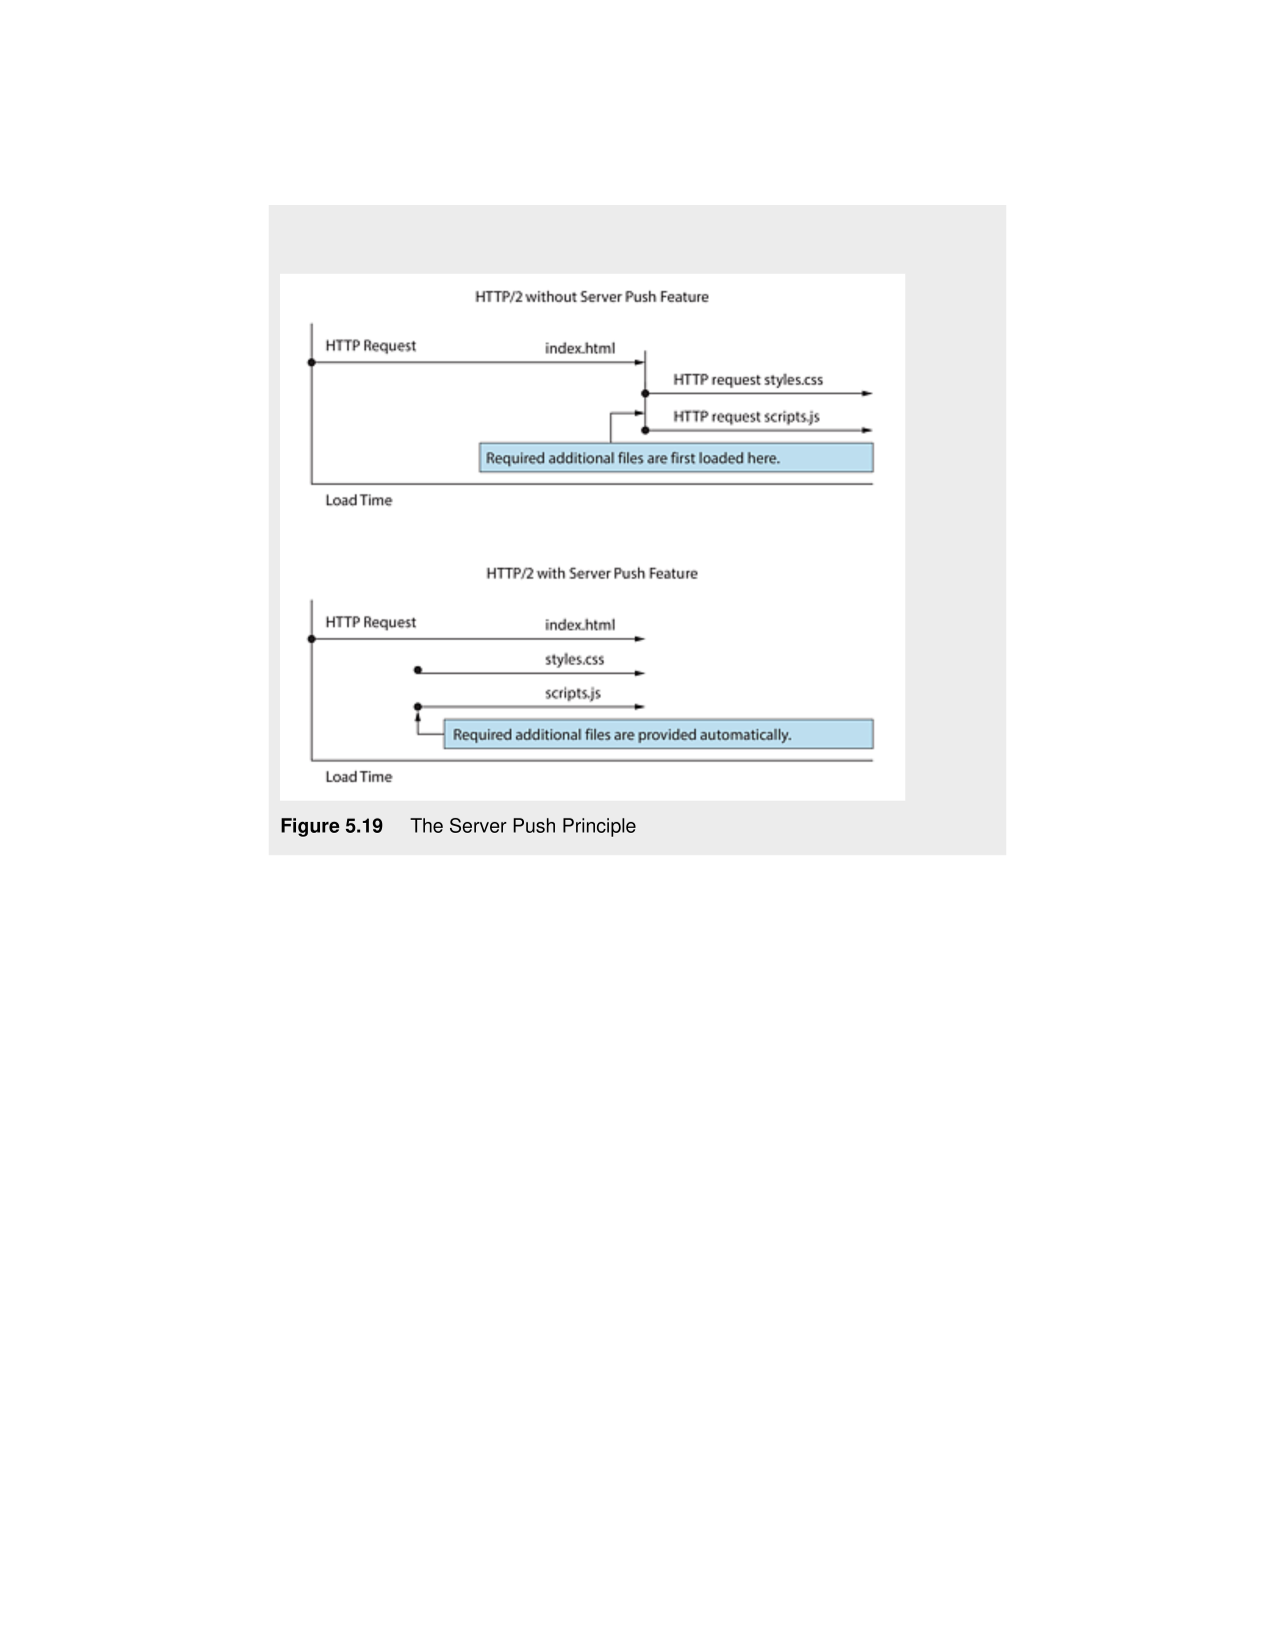 HTTP/2 without Server Push Feature
HTTP Request
index.html
HTTP request styles.css
HTTP request scripts.js
Required additional files are first loaded here.
Load Time
HTTP/2 with Server Push Feature
HTTP Request
index.html
styles.css
scripts.js
Required additional files are provided automatically.
Load Time
Figure 5.19 The Server Push Principle